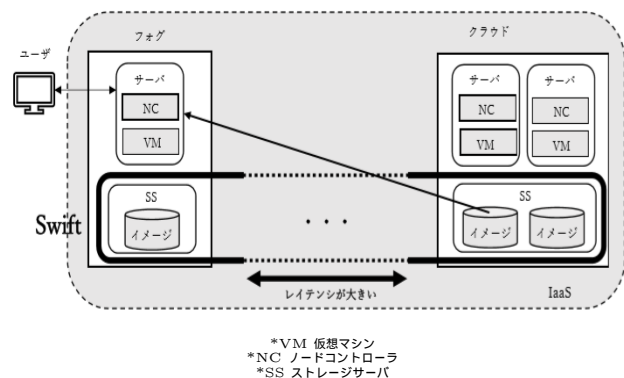 フォグ
クラウド
ユーザ
サーバ
NC
VM
サーバ
NC
VM
サーバ
NC
VM
SS
イメージ
Swift
・・・
SS
イメージ
イメージ
レイテンシが大きい
IaaS
*VM 仮想マシン
*NC ノードコントローラ
*SS ストレージサーバ